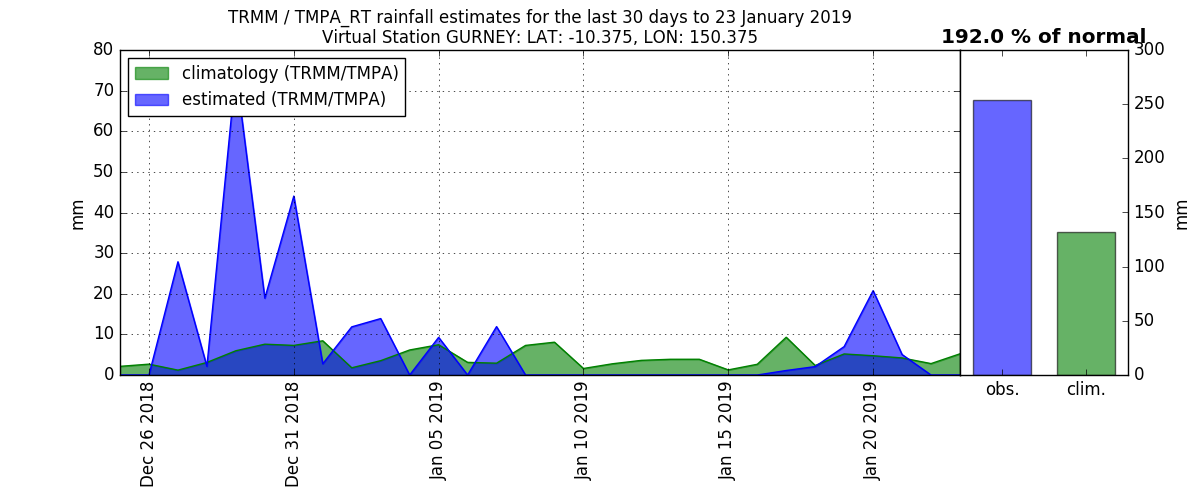 TRMM / TMPA_RT rainfall estimates for the last 30 days to 23 January 2019
Virtual Station GURNEY: LAT: -10.375, LON: 150.375
192.0 % of normal
climatology (TRMM/TMPA)
estimated (TRMM/TMPA)
mm
80
70
60
50
40
30
20
10
0
Dec 26 2018
Dec 31 2018
Jan 05 2019
Jan 10 2019
Jan 15 2019
Jan 20 2019
obs.
clim.
300
250
200
150
100
50
0
mm